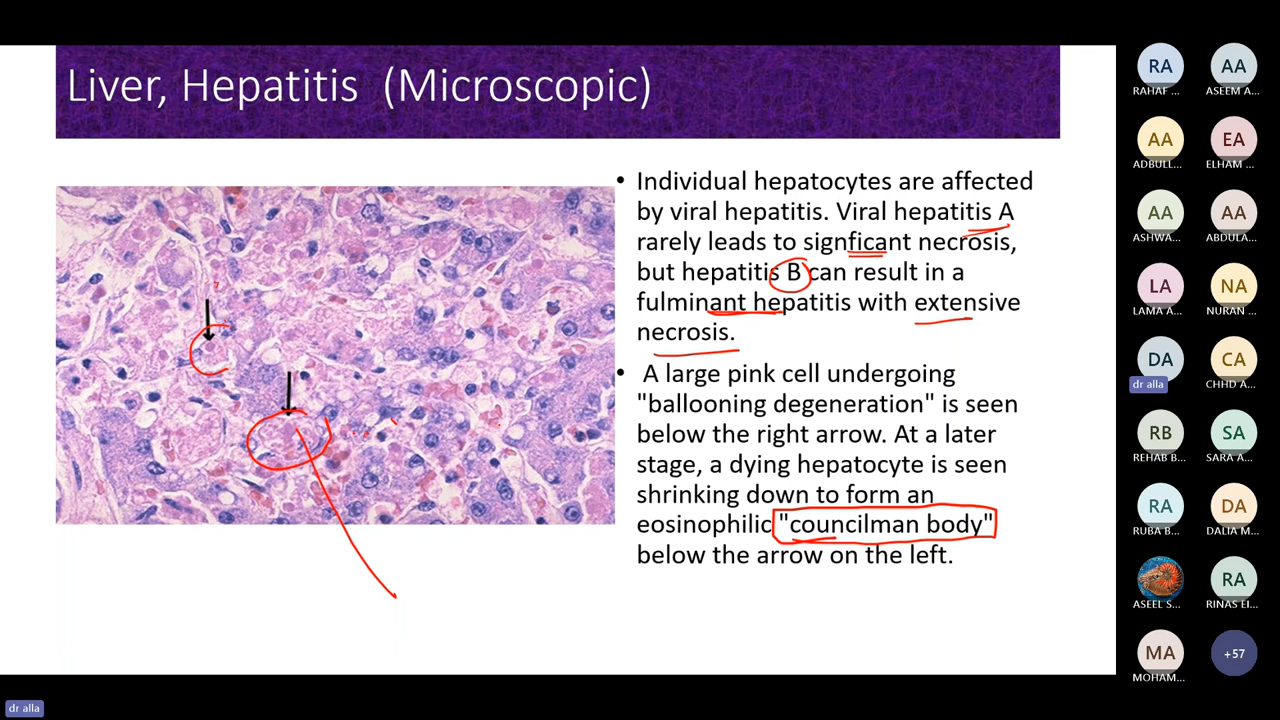 Liver, Hepatitis (Microscopic)
• Individual hepatocytes are affected
by viral hepatitis. Viral hepatitis A
rarely leads to signficant necrosis,
but hepatitis B can result in a
fulminant hepatitis with extensive
necrosis.
• A large pink cell undergoing
"ballooning degeneration" is seen
below the right arrow. At a later
stage, a dying hepatocyte is seen
shrinking down to form an
eosinophilic "councilman body"
below the arrow on the left.
RA AA
RAHAF ... ASEEM A...
AA EA
ADBULL... ELHAM ...
AA AA
ASHWA... ABDULA...
LA NA
LAMA A... NURAN ...
DA CA
dr alla CHHD A...
RB SA
REHAB B... SARA A...
RA DA
RUBA B... DALIA M...
RA
ASEEL S... RINAS EI...
MA +57
MOHAM...
dr alla